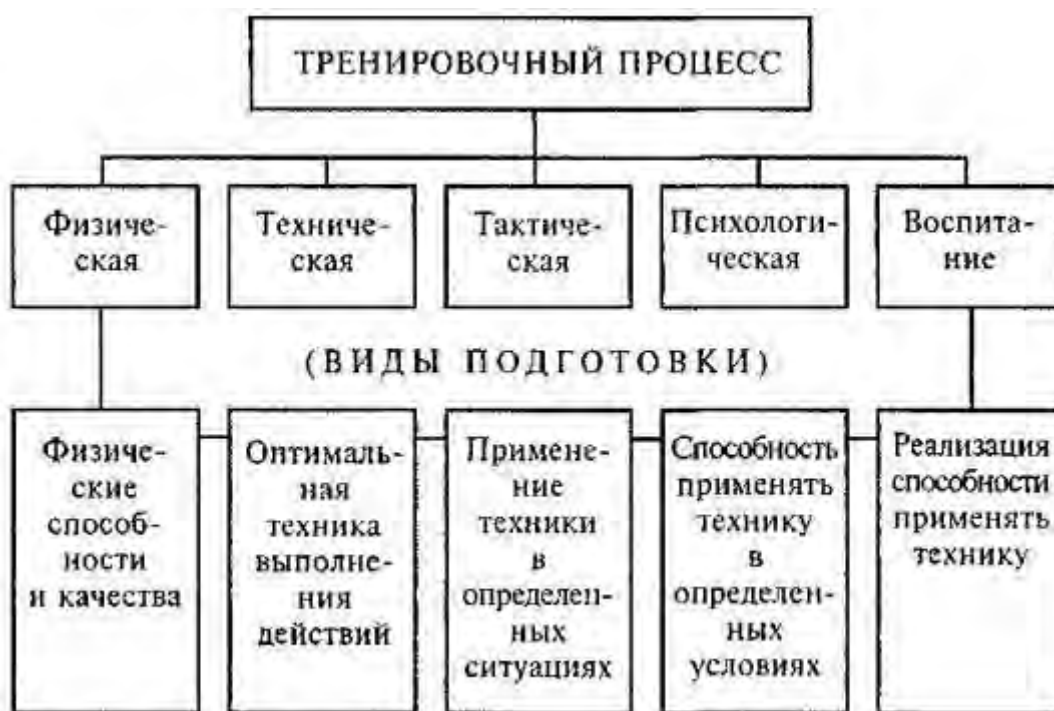 ТРЕНИРОВОЧНЫЙ ПРОЦЕСС
Физиче-
ская
Техниче-
ская
Тактиче-
ская
Психологи-
ческая
Воспита-
ние
(ВИДЫ ПОДГОТОВКИ)
Физиче-
ские
способ-
ности
и качества
Оптималь-
ная
техника
выполне-
ния
действий
Примене-
ние
техники
в
определен-
ных
ситуациях
Способность
применять
технику
в
определен-
ных
условиях
Реализация
способности
применять
технику